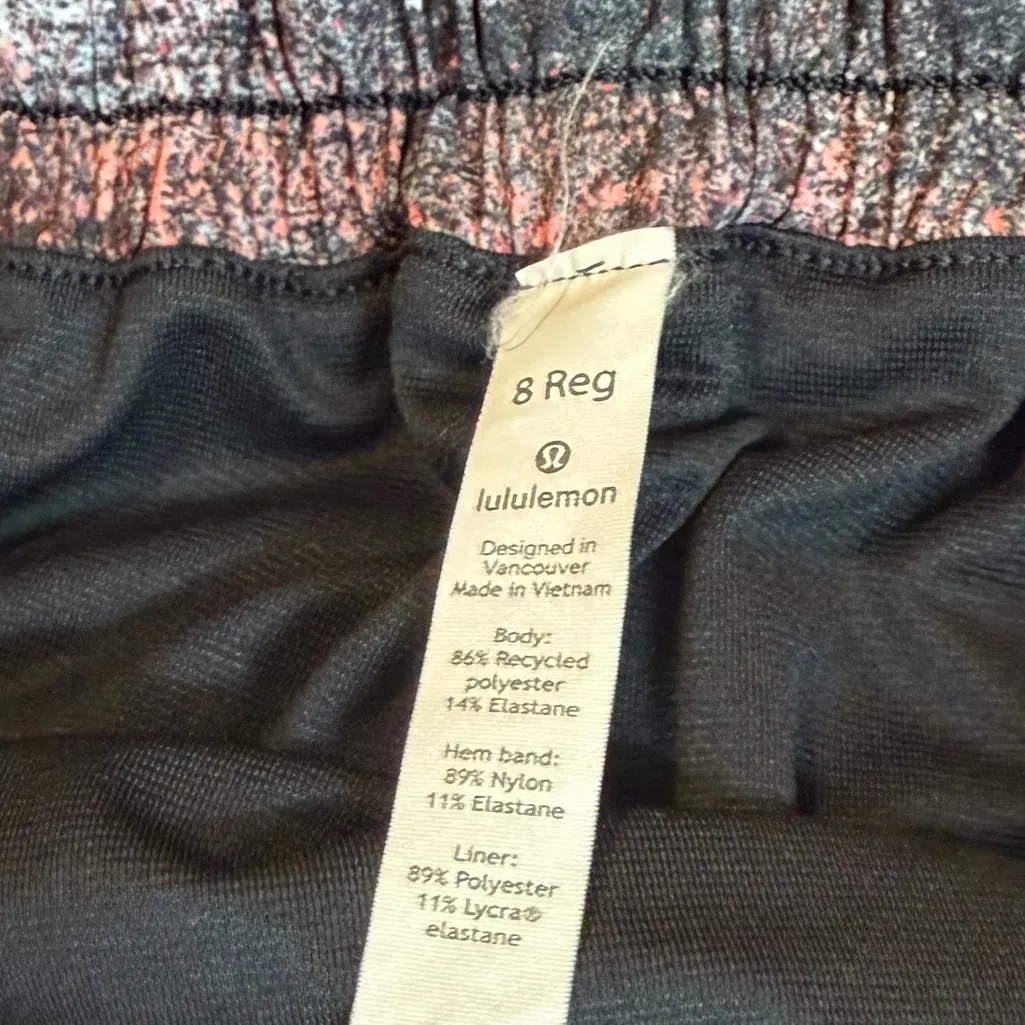 8 Reg
lululemon
Designed in
Vancouver
Made in Vietnam
Body:
86% Recycled
polyester
14% Elastane
Hem band:
89% Nylon
11% Elastane
Liner:
89% Polyester
11% Lycra®
elastane